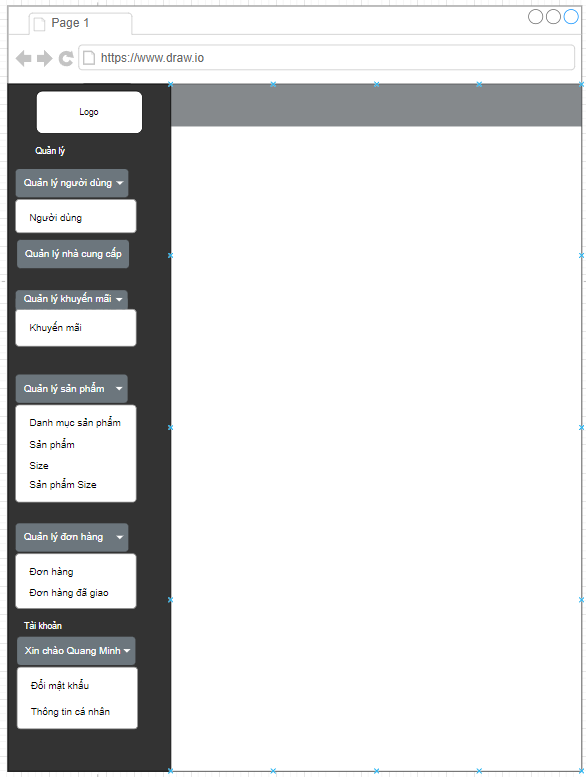 Page 1
https://www.draw.io
Logo
Quản lý
Quản lý người dùng
Người dùng
Quản lý nhà cung cấp
Quản lý khuyến mãi
Khuyến mãi
Quản lý sản phẩm
Danh mục sản phẩm
Sản phẩm
Size
Sản phẩm Size
Quản lý đơn hàng
Đơn hàng
Đơn hàng đã giao
Tài khoản
Xin chào Quang Minh
Đổi mật khẩu
Thông tin cá nhân